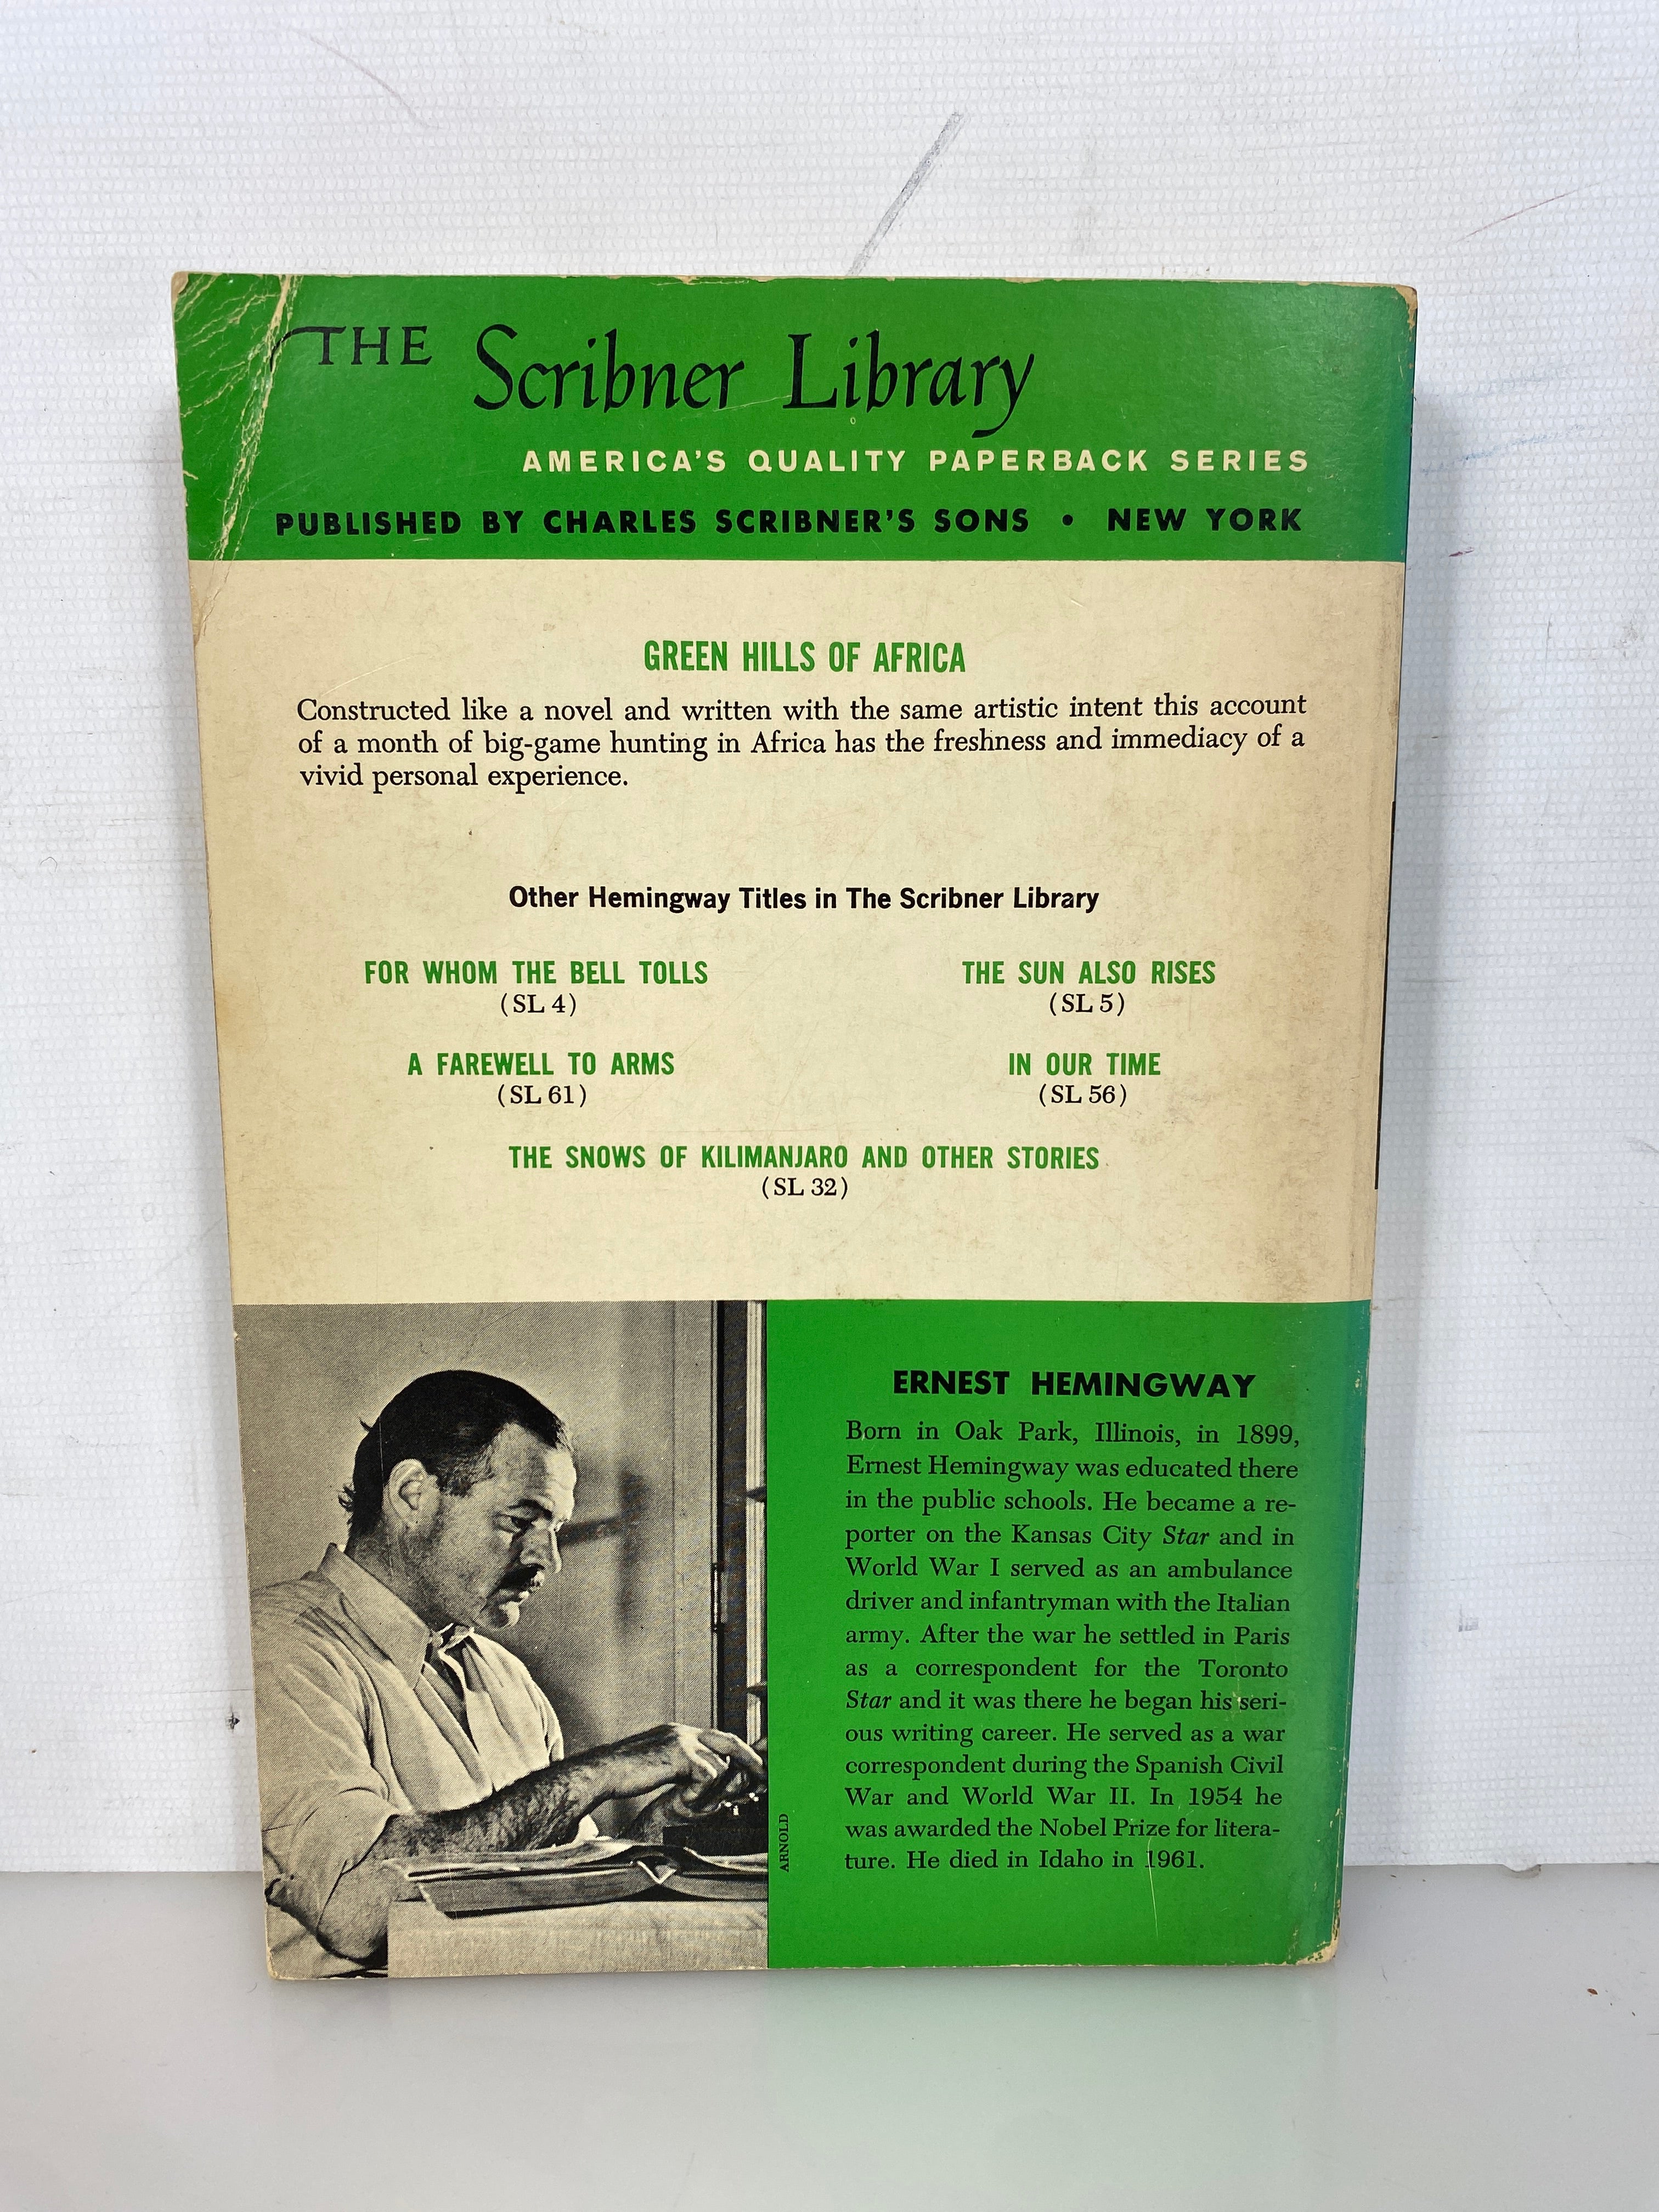 THE Scribner Library
AMERICA'S QUALITY PAPERBACK SERIES
PUBLISHED BY CHARLES SCRIBNER'S SONS • NEW YORK
GREEN HILLS OF AFRICA
Constructed like a novel and written with the same artistic intent this account
of a month of big-game hunting in Africa has the freshness and immediacy of a
vivid personal experience.
Other Hemingway Titles in The Scribner Library
FOR WHOM THE BELL TOLLS
(SL 4)
THE SUN ALSO RISES
(SL 5)
A FAREWELL TO ARMS
(SL 61)
IN OUR TIME
(SL 56)
THE SNOWS OF KILIMANJARO AND OTHER STORIES
(SL 32)
ERNEST HEMINGWAY
Born in Oak Park, Illinois, in 1899,
Ernest Hemingway was educated there
in the public schools. He became a re-
porter on the Kansas City Star and in
World War I served as an ambulance
driver and infantryman with the Italian
army. After the war he settled in Paris
as a correspondent for the Toronto
Star and it was there he began his seri-
ous writing career. He served as a war
correspondent during the Spanish Civil
War and World War II. In 1954 he
was awarded the Nobel Prize for litera-
ture. He died in Idaho in 1961.
ARNOLD